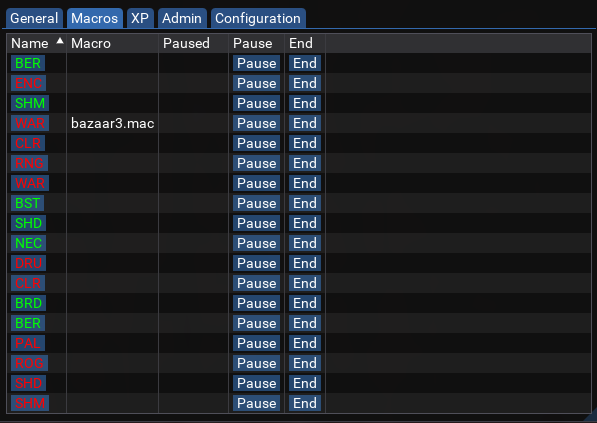 General Macros XP Admin Configuration
Name Macro Paused Pause End
BER Pause End
ENC Pause End
SHM Pause End
WAR bazaar3.mac Pause End
CLR Pause End
RNG Pause End
WAR Pause End
BST Pause End
SHD Pause End
NEC Pause End
DRU Pause End
CLR Pause End
BRD Pause End
BER Pause End
PAL Pause End
ROG Pause End
SHD Pause End
SHM Pause End